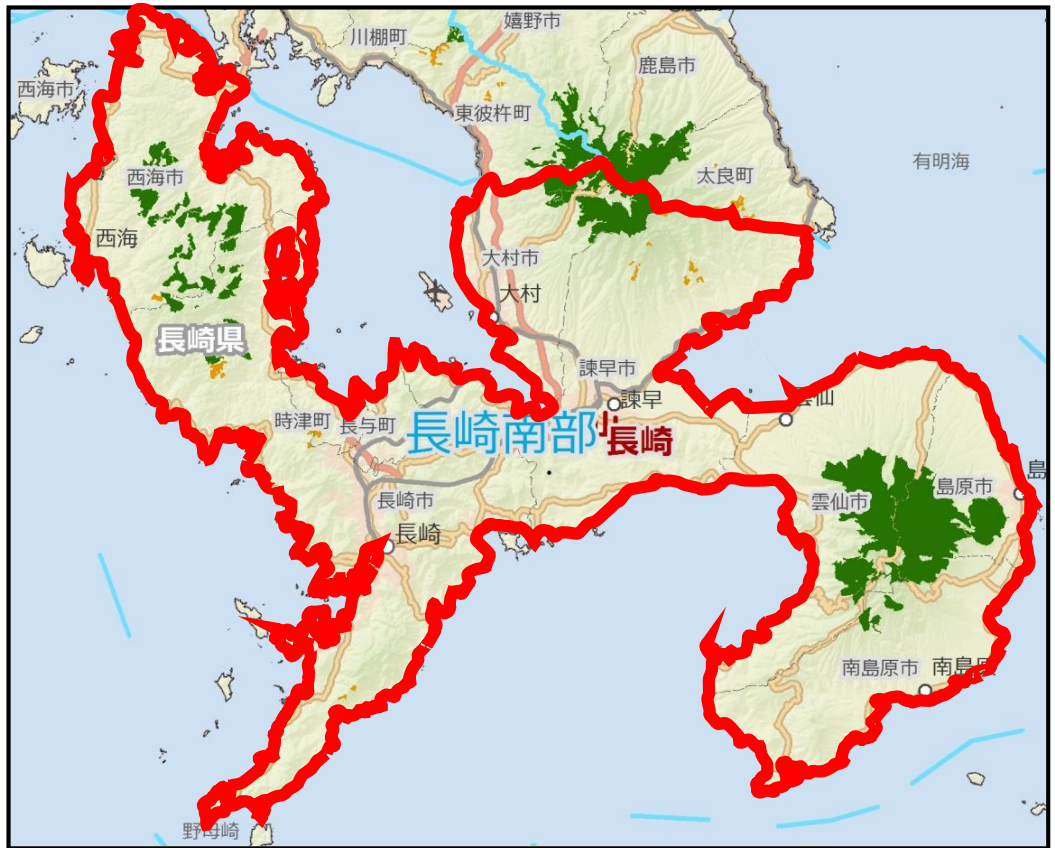 嬉野市
川棚町
鹿島市
西海市
東彼杵町
有明海
太良町
西海市
西海
大村市
大村
長崎県
諫早市
諫早
雲仙
時津町
長与町
長崎南部
長崎
島
島原市
長崎市
雲仙市
長崎
南島原市
南島原
野母崎